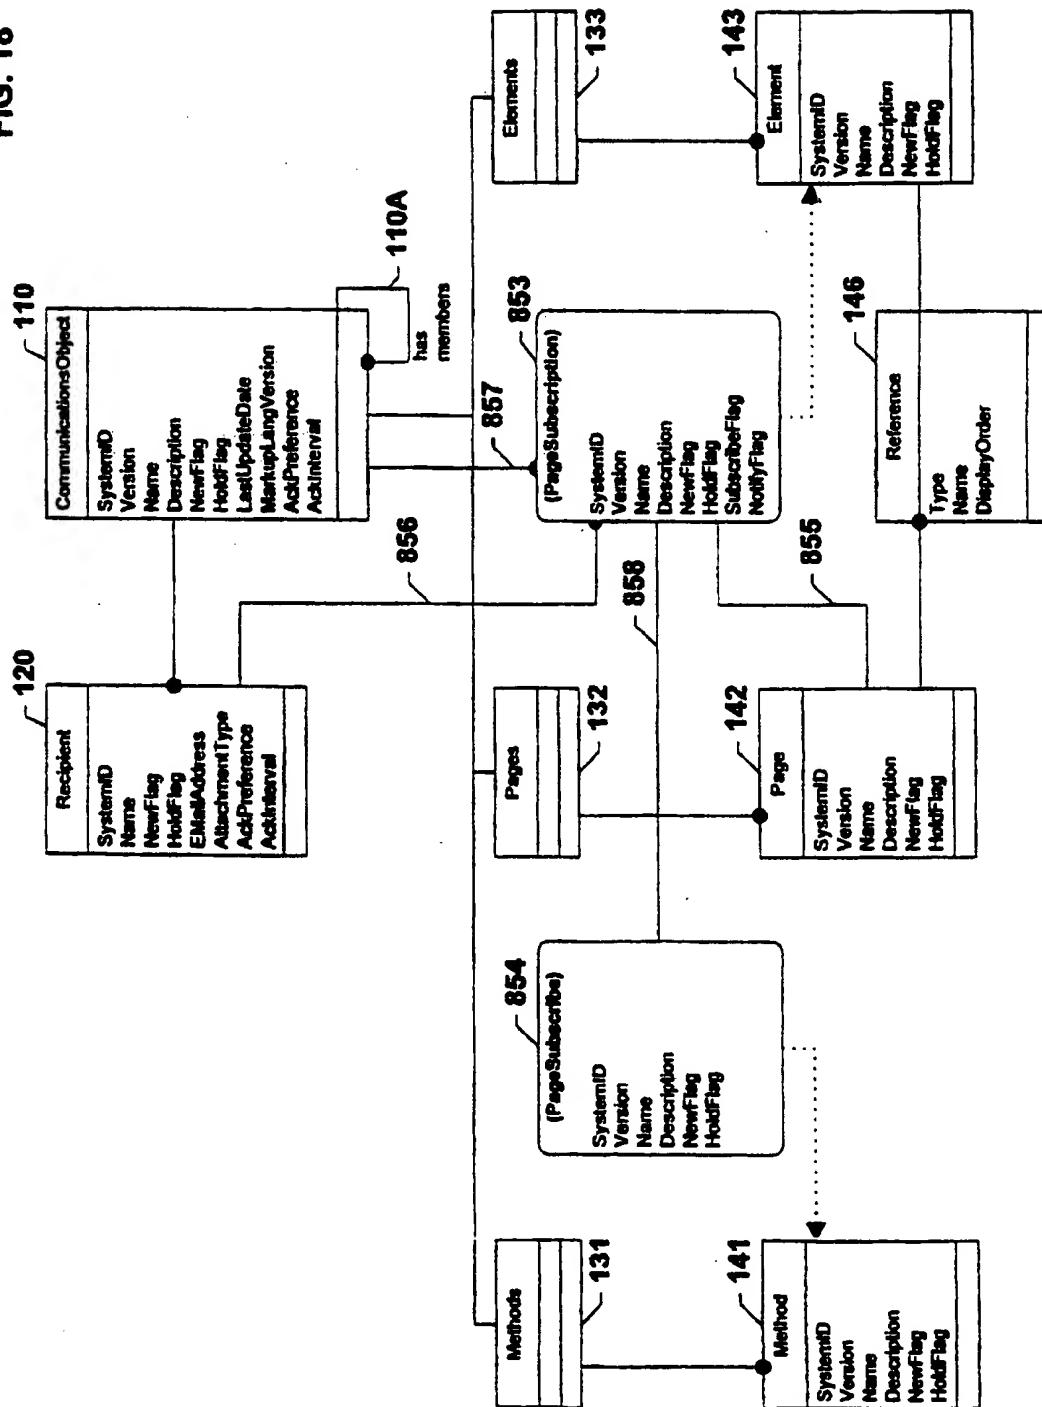 FIG. 18
110
CommunicationsObject
SystemID
Version
Name
Description
NewFlag
HoldFlag
LastUpdateDate
MarkupLangVersion
AckPreference
AckInterval
110A
has
members
120
Recipient
SystemID
Name
NewFlag
HoldFlag
EMailAddress
AttachmentType
AckPreference
AckInterval
856
857
Methods
131
Pages
132
Elements
133
854
(PageSubscribe)
SystemID
Version
Name
Description
NewFlag
HoldFlag
858
853
(PageSubscription)
SystemID
Version
Name
Description
NewFlag
HoldFlag
SubscribeFlag
NotifyFlag
855
141
Method
SystemID
Version
Name
Description
NewFlag
HoldFlag
142
Page
SystemID
Version
Name
Description
NewFlag
HoldFlag
146
Reference
Type
Name
DisplayOrder
143
Element
SystemID
Version
Name
Description
NewFlag
HoldFlag